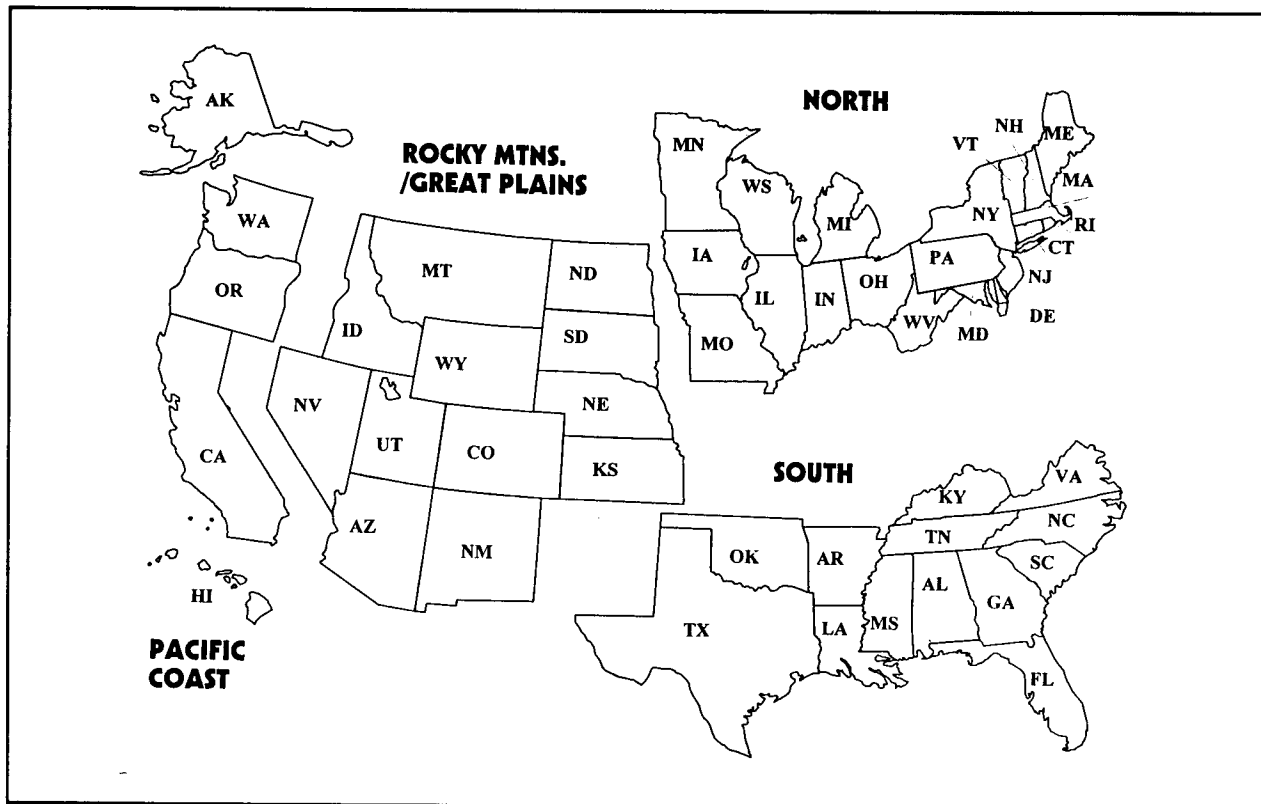 AK
WA
OR
CA
HI
PACIFIC
COAST
ROCKY MTNS.
/GREAT PLAINS
MT
ND
ID
SD
WY
NE
NV
UT
CO
KS
AZ
NM
NORTH
MN
WS
MI
IA
IL
IN
OH
MO
WV
PA
NY
VT
NH
ME
MA
RI
CT
NJ
DE
MD
SOUTH
KY
VA
TN
NC
OK
AR
SC
AL
GA
MS
LA
TX
FL